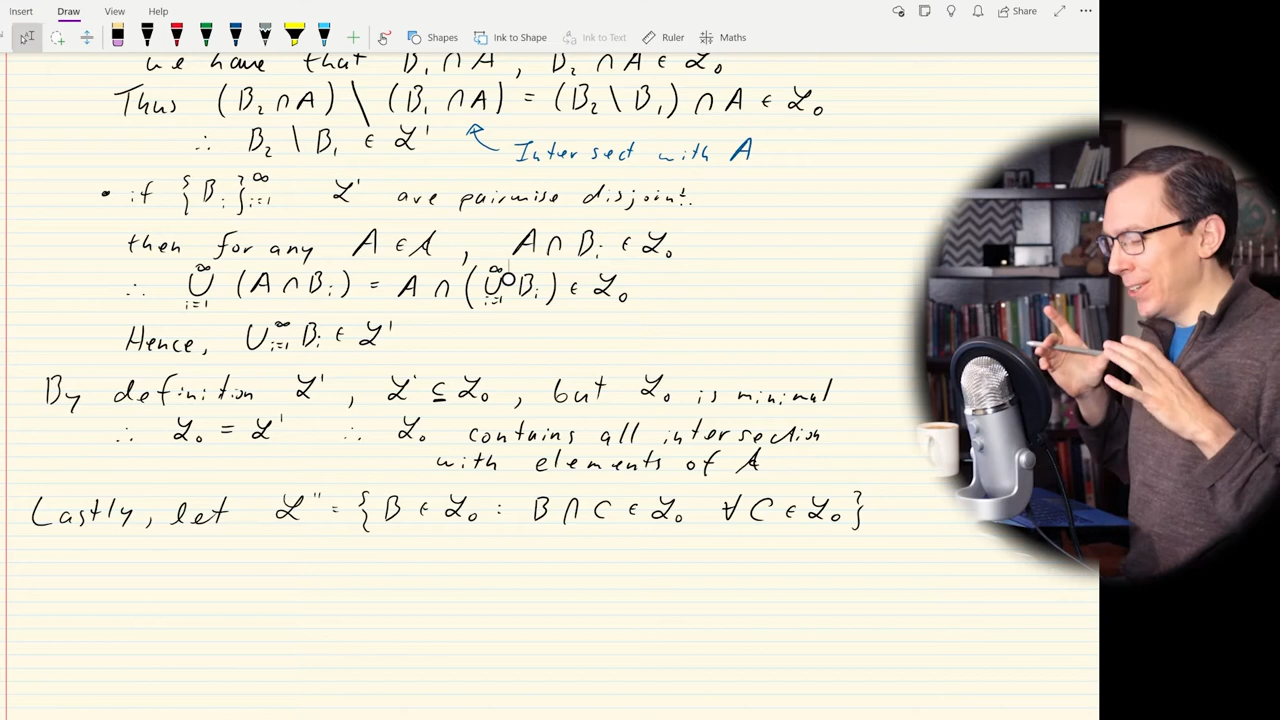 Insert Draw View Help Share
Shapes Ink to Shape Ink to Text Ruler Maths
we have that B₁ ∩ A , B₂ ∩ A ∈ ℒ₀
Thus (B₂ ∩ A) \ (B₁ ∩ A) = (B₂ \ B₁) ∩ A ∈ ℒ₀
∴ B₂ \ B₁ ∈ ℒ'
Intersect with A
• if {Bᵢ}∞ᵢ₌₁ ℒ' are pairwise disjoint
then for any A ∈ 𝒜 , A ∩ Bᵢ ∈ ℒ₀
∴ ∪∞ᵢ₌₁ (A ∩ Bᵢ) = A ∩ (∪∞ᵢ₌₁ Bᵢ) ∈ ℒ₀
Hence, ∪∞ᵢ₌₁ Bᵢ ∈ ℒ'
By definition ℒ' , ℒ' ⊆ ℒ₀ , but ℒ₀ is minimal
∴ ℒ₀ = ℒ' ∴ ℒ₀ contains all intersection
with elements of 𝒜
Lastly, let ℒ" = {B ∈ ℒ₀ : B ∩ C ∈ ℒ₀ ∀ C ∈ ℒ₀}